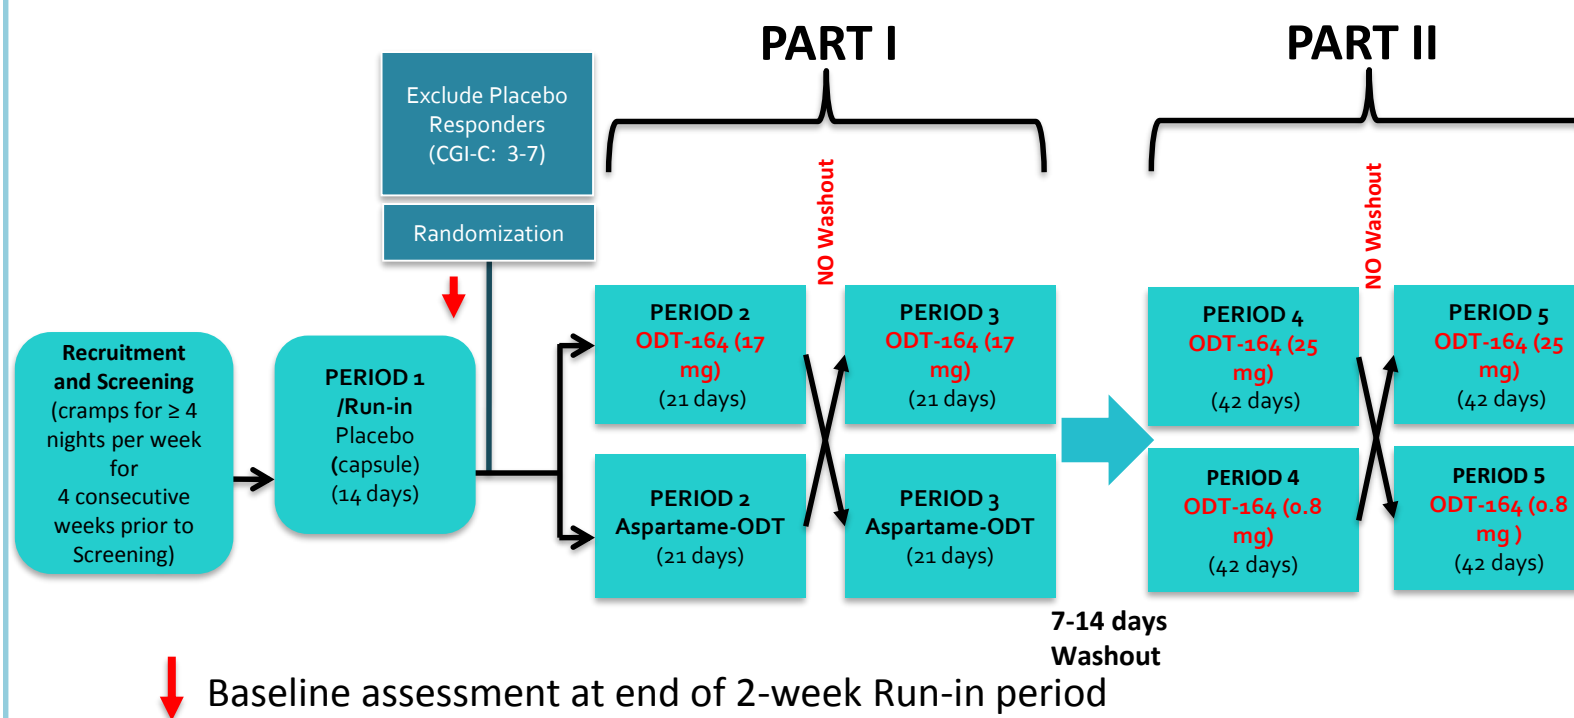 PART I
PART II
Exclude Placebo
Responders
(CGI-C: 3-7)
Randomization
NO Washout
NO Washout
Recruitment
and Screening
(cramps for ≥ 4
nights per week
for
4 consecutive
weeks prior to
Screening)
PERIOD 1
/Run-in
Placebo
(capsule)
(14 days)
PERIOD 2
ODT-164 (17
mg)
(21 days)
PERIOD 3
ODT-164 (17
mg)
(21 days)
PERIOD 2
Aspartame-ODT
(21 days)
PERIOD 3
Aspartame-ODT
(21 days)
PERIOD 4
ODT-164 (25
mg)
(42 days)
PERIOD 5
ODT-164 (25
mg)
(42 days)
PERIOD 4
ODT-164 (0.8
mg)
(42 days)
PERIOD 5
ODT-164 (0.8
mg )
(42 days)
7-14 days
Washout
Baseline assessment at end of 2-week Run-in period